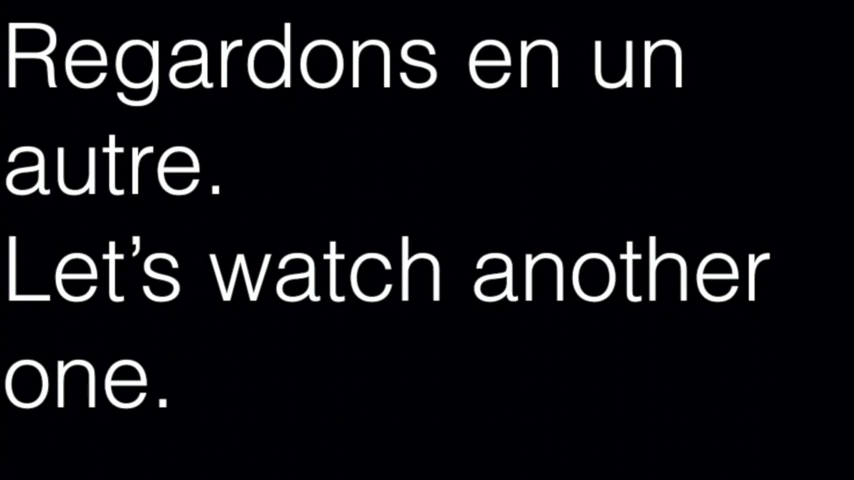 Regardons en un
autre.
Let’s watch another
one.